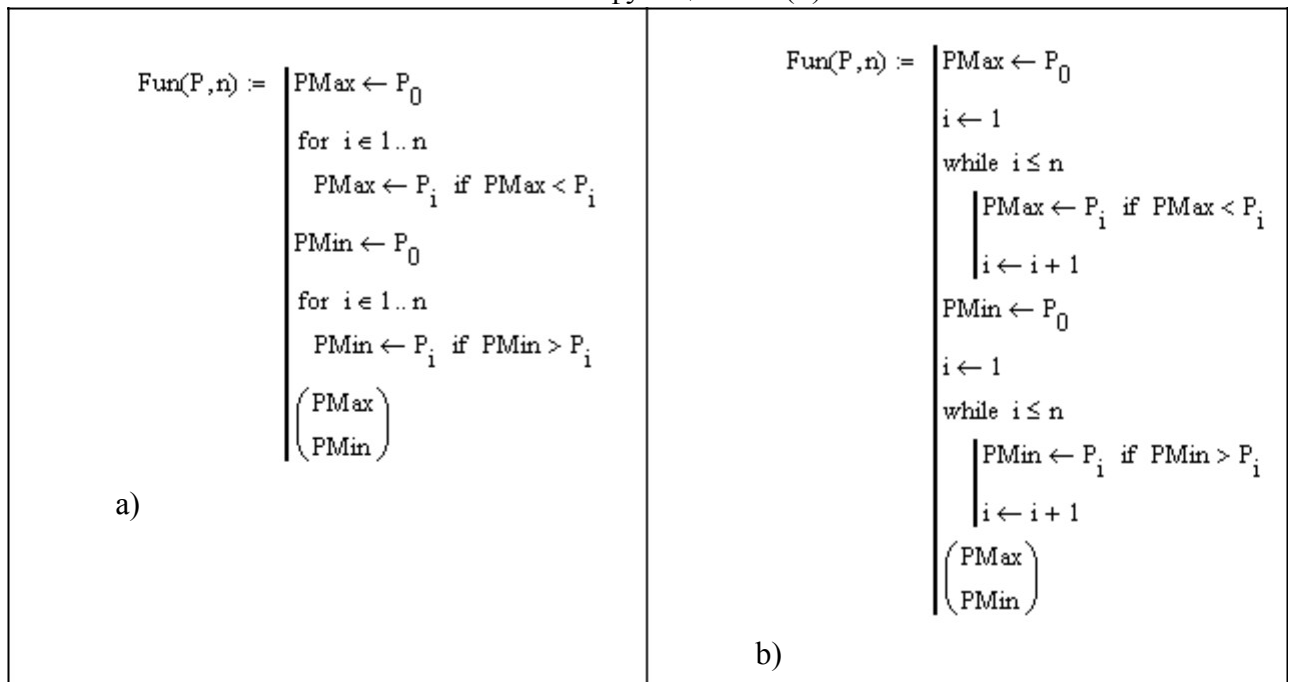 Fun(P,n) := PMax ← P0
for i ∈ 1..n
PMax ← Pi if PMax < Pi
PMin ← P0
for i ∈ 1..n
PMin ← Pi if PMin > Pi
(PMax
PMin)
a)
Fun(P,n) := PMax ← P0
i ← 1
while i ≤ n
PMax ← Pi if PMax < Pi
i ← i + 1
PMin ← P0
i ← 1
while i ≤ n
PMin ← Pi if PMin > Pi
i ← i + 1
(PMax
PMin)
b)